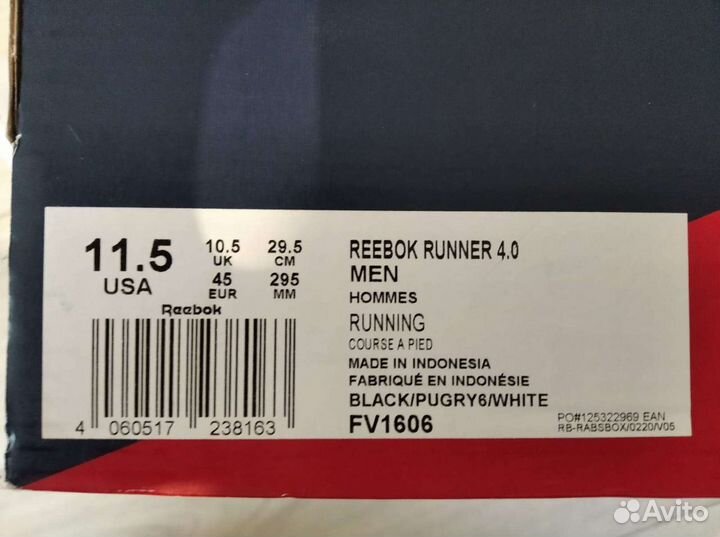 11.5
USA
10.5
UK
29.5
CM
45
EUR
295
MM
Reebok
4 060517 238163
REEBOK RUNNER 4.0
MEN
HOMMES
RUNNING
COURSE A PIED
MADE IN INDONESIA
FABRIQUÉ EN INDONÉSIE
BLACK/PUGRY6/WHITE
FV1606
PO#125322969 EAN
RB-RABSBOX/0220/V05
Avito